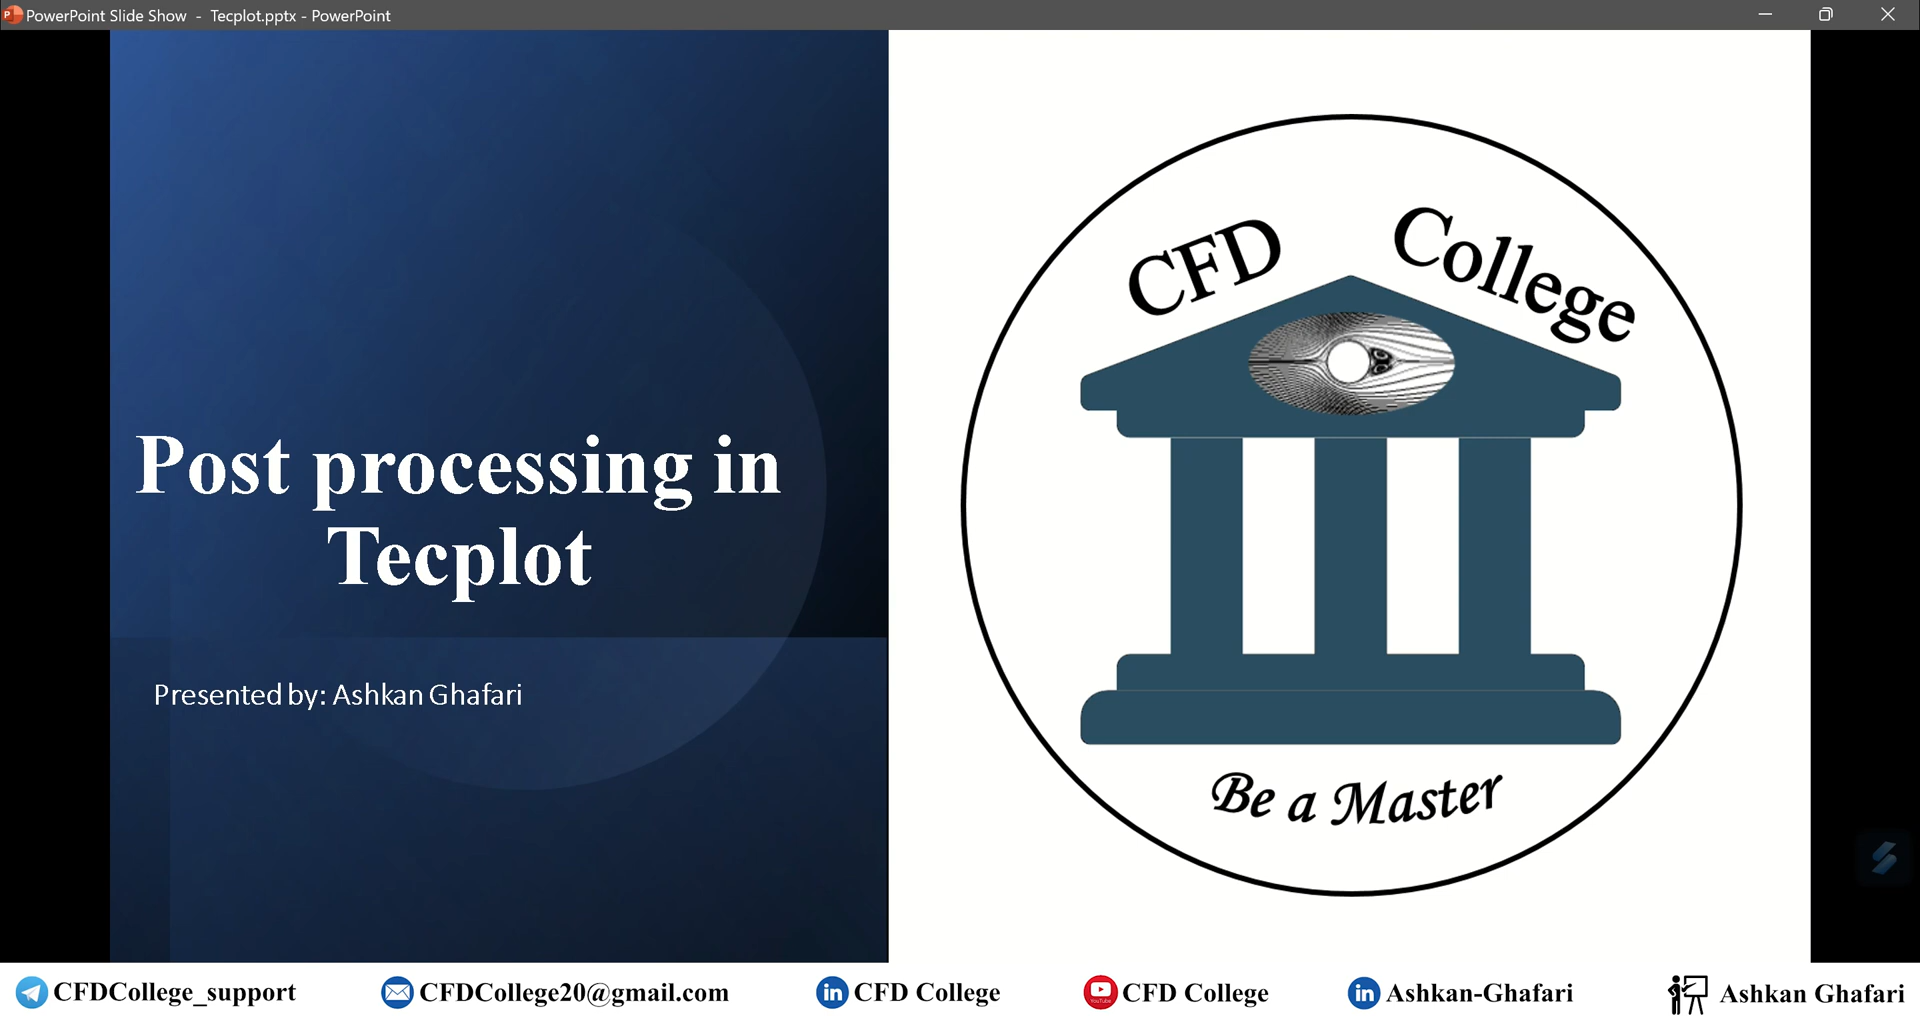 PowerPoint Slide Show - Tecplot.pptx - PowerPoint
CFD College
Post processing in
Tecplot
Presented by: Ashkan Ghafari
Be a Master
CFDCollege_support
CFDCollege20@gmail.com
CFD College
YouTube
CFD College
Ashkan-Ghafari
Ashkan Ghafari